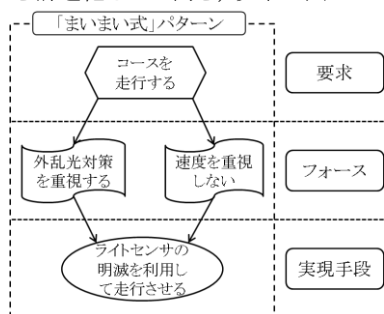 「まいまい式」パターン
コースを
走行する
要求
外乱光対策
を重視する
速度を重視
しない
フォース
ライトセンサの
明滅を利用し
て走行させる
実現手段